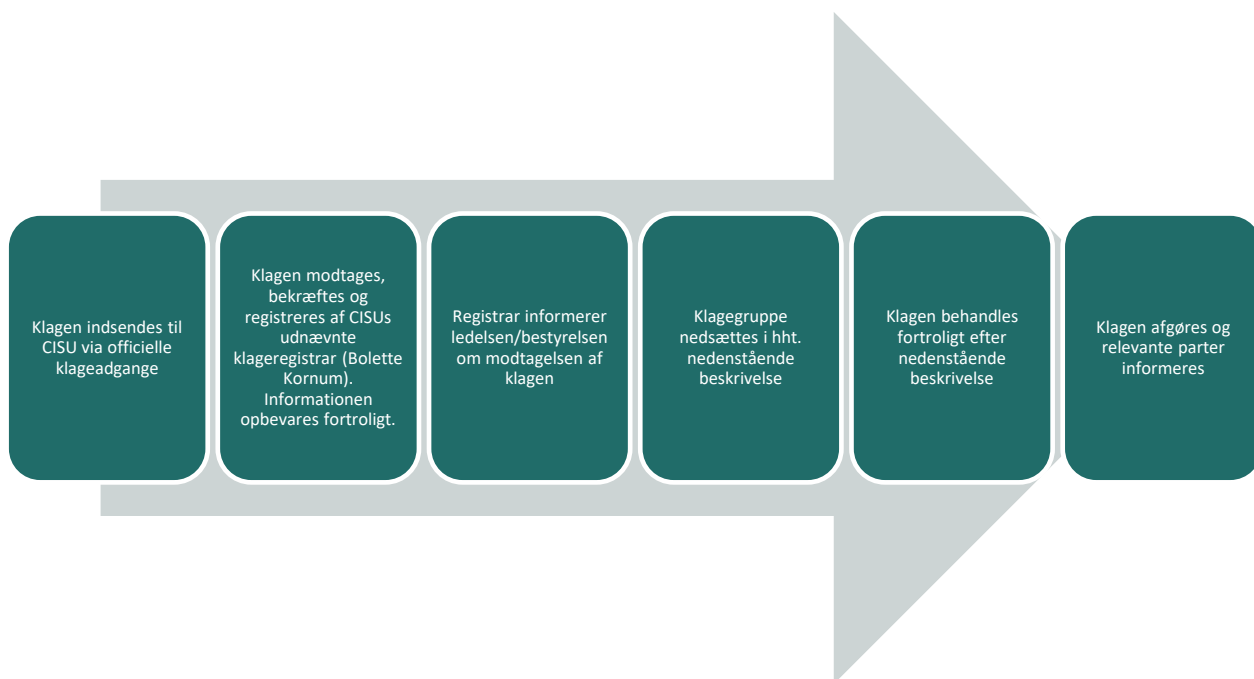 Klagen indsendes til
CISU via officielle
klageadgange
Klagen modtages,
bekræftes og
registreres af CISUs
udnævnte
klageregistrar (Bolette
Kornum).
Informationen
opbevares fortroligt.
Registrar informerer
ledelsen/bestyrelsen
om modtagelsen af
klagen
Klagegruppe
nedsættes i hht.
nedenstående
beskrivelse
Klagen behandles
fortroligt efter
nedenstående
beskrivelse
Klagen afgøres og
relevante parter
informeres